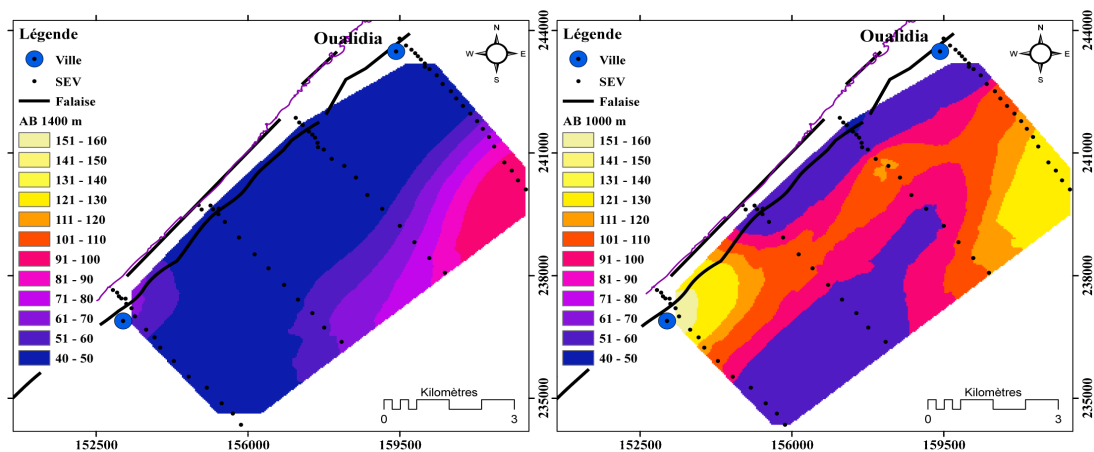 Légende
Ville
SEV
Falaise
AB 1400 m
151 - 160
141 - 150
131 - 140
121 - 130
111 - 120
101 - 110
91 - 100
81 - 90
71 - 80
61 - 70
51 - 60
40 - 50
Oualidia
N
W
E
S
Kilomètres
0
3
152500
156000
159500
244000
241000
238000
235000
Légende
Ville
SEV
Falaise
AB 1000 m
151 - 160
141 - 150
131 - 140
121 - 130
111 - 120
101 - 110
91 - 100
81 - 90
71 - 80
61 - 70
51 - 60
40 - 50
Oualidia
N
W
E
S
Kilomètres
0
3
152500
156000
159500
244000
241000
238000
235000